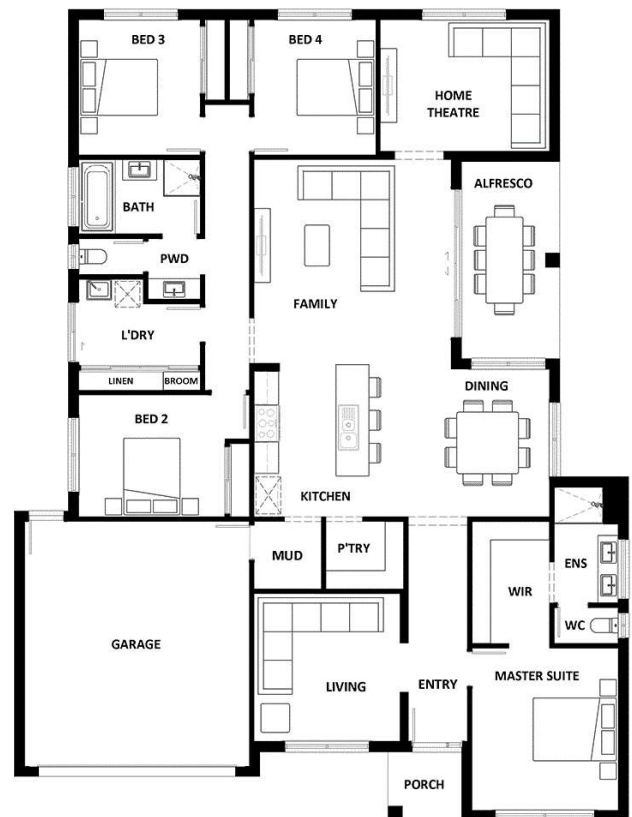 BED 3
BED 4
HOME
THEATRE
ALFRESCO
BATH
PWD
FAMILY
L'DRY
LINEN
BROOM
DINING
BED 2
KITCHEN
MUD
P'TRY
ENS
WIR
WC
GARAGE
LIVING
ENTRY
MASTER SUITE
PORCH